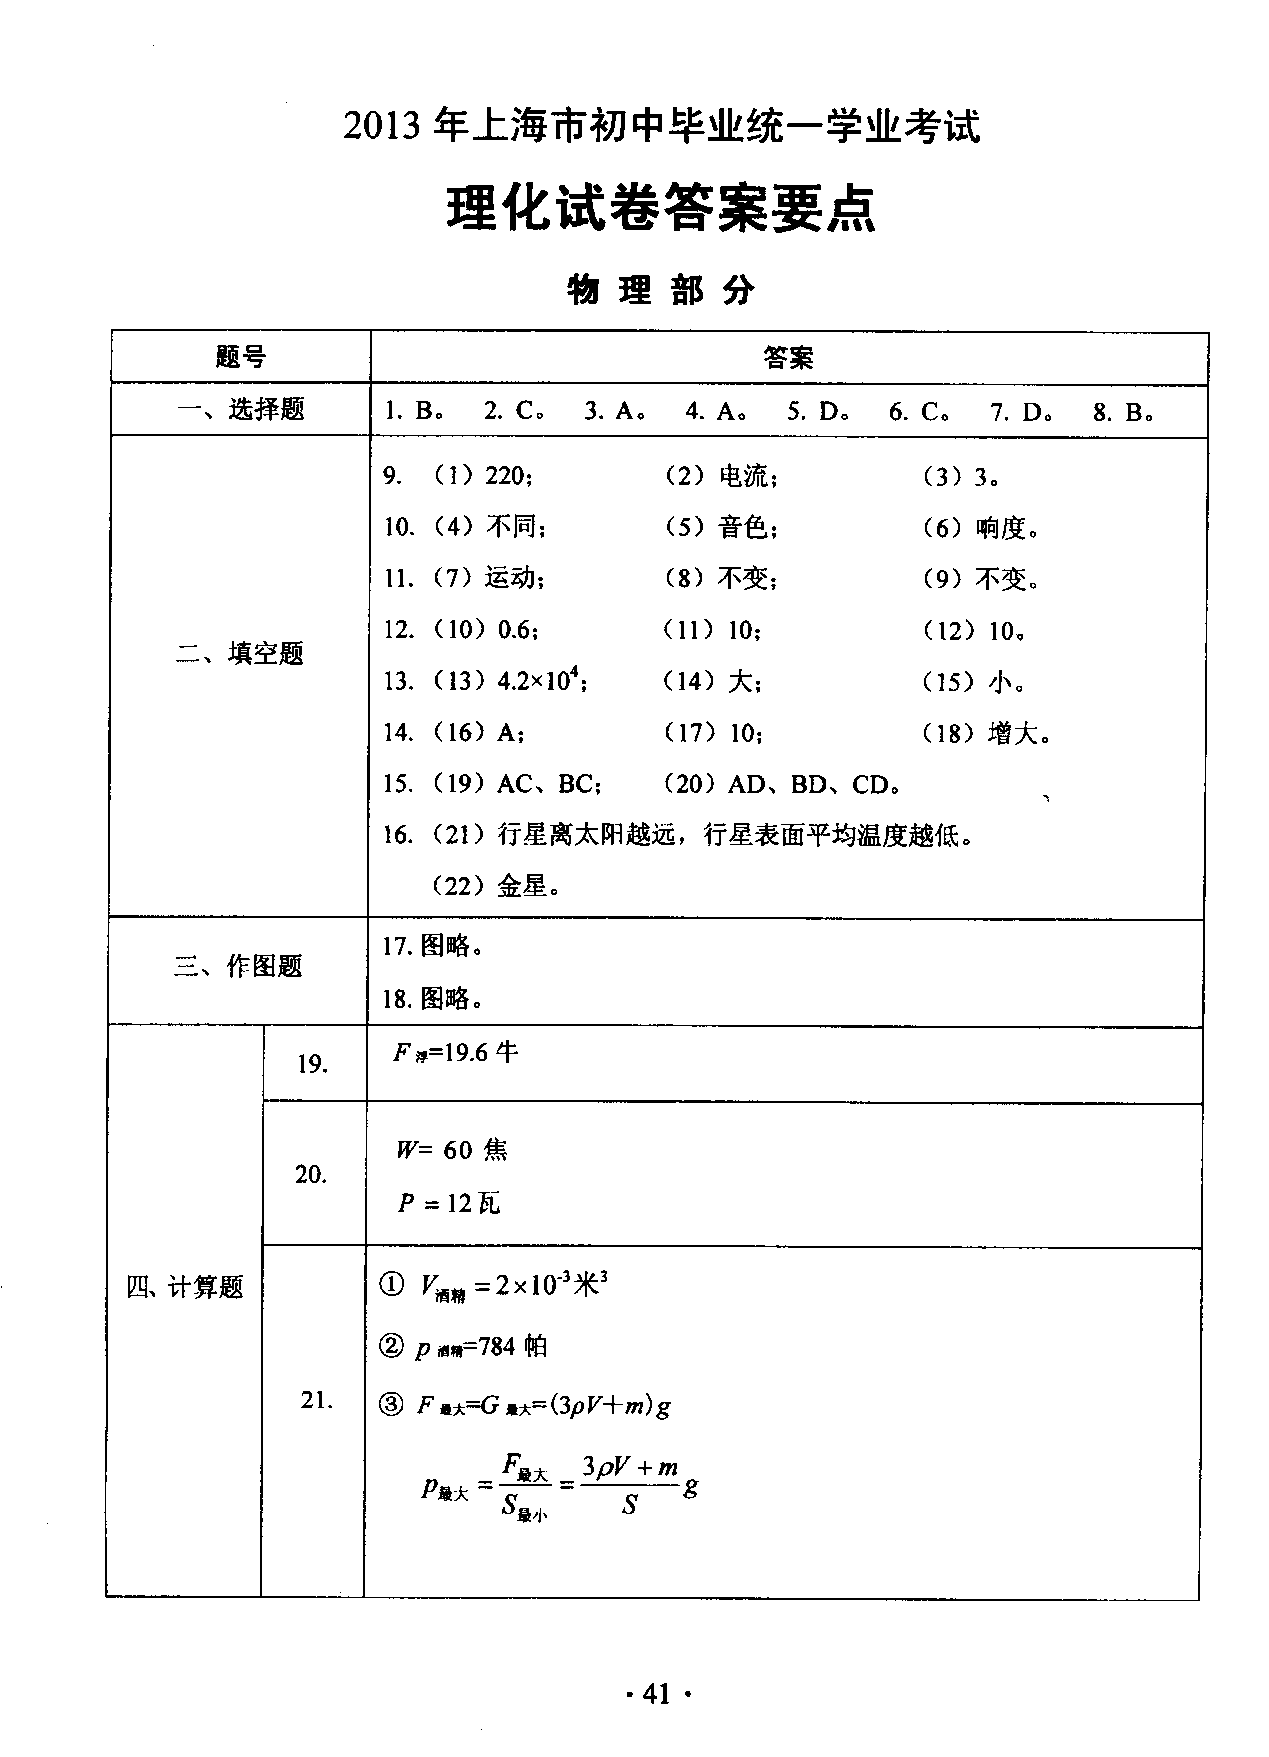 2013 年上海市初中毕业统一学业考试
理化试卷答案要点
物 理 部 分
题号 答案
一、选择题 1. B。 2. C。 3. A。 4. A。 5. D。 6. C。 7. D。 8. B。
二、填空题
9. （1）220； （2）电流； （3）3。
10. （4）不同； （5）音色； （6）响度。
11. （7）运动； （8）不变； （9）不变。
12. （10）0.6； （11）10； （12）10。
13. （13）4.2×10⁴； （14）大； （15）小。
14. （16）A； （17）10； （18）增大。
15. （19）AC、BC； （20）AD、BD、CD。
16. （21）行星离太阳越远，行星表面平均温度越低。
（22）金星。
三、作图题
17. 图略。
18. 图略。
四、计算题
19. F浮=19.6 牛
20.
W= 60 焦
P = 12 瓦
21.
① V酒精 = 2×10⁻³米³
② p酒精=784 帕
③ F最大=G最大=(3ρV+m)g
p最大 = F最大/S最小 = (3ρV + m)/S g
· 41 ·